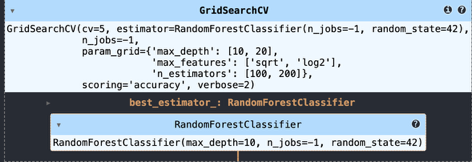 GridSearchCV
GridSearchCV(cv=5, estimator=RandomForestClassifier(n_jobs=-1, random_state=42),
n_jobs=-1,
param_grid={'max_depth': [10, 20],
'max_features': ['sqrt', 'log2'],
'n_estimators': [100, 200]},
scoring='accuracy', verbose=2)
best_estimator_: RandomForestClassifier
RandomForestClassifier
RandomForestClassifier(max_depth=10, n_jobs=-1, random_state=42)